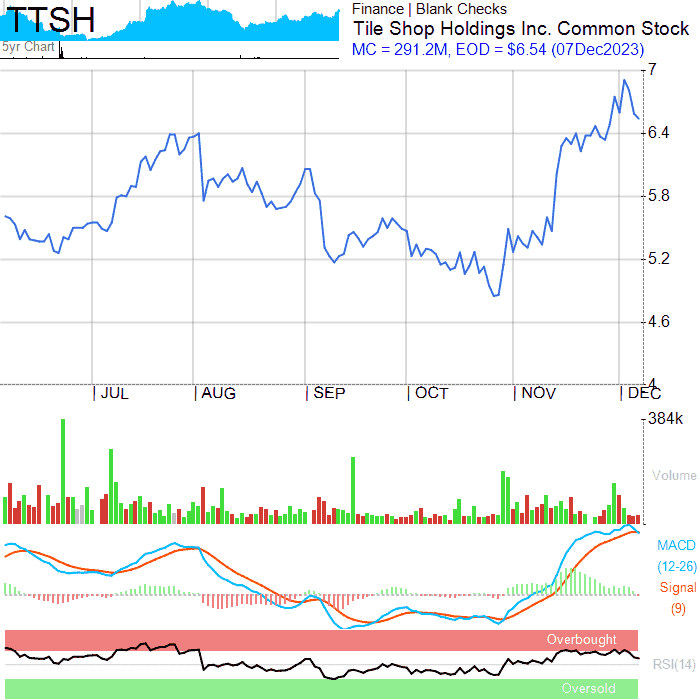 TTSH
5yr Chart
Finance | Blank Checks
Tile Shop Holdings Inc. Common Stock
MC = 291.2M, EOD = $6.54 (07Dec2023)
7
6.4
5.8
5.2
4.6
4
JUL AUG SEP OCT NOV DEC
384k
Volume
MACD
(12-26)
Signal
(9)
Overbought
RSI(14)
Oversold